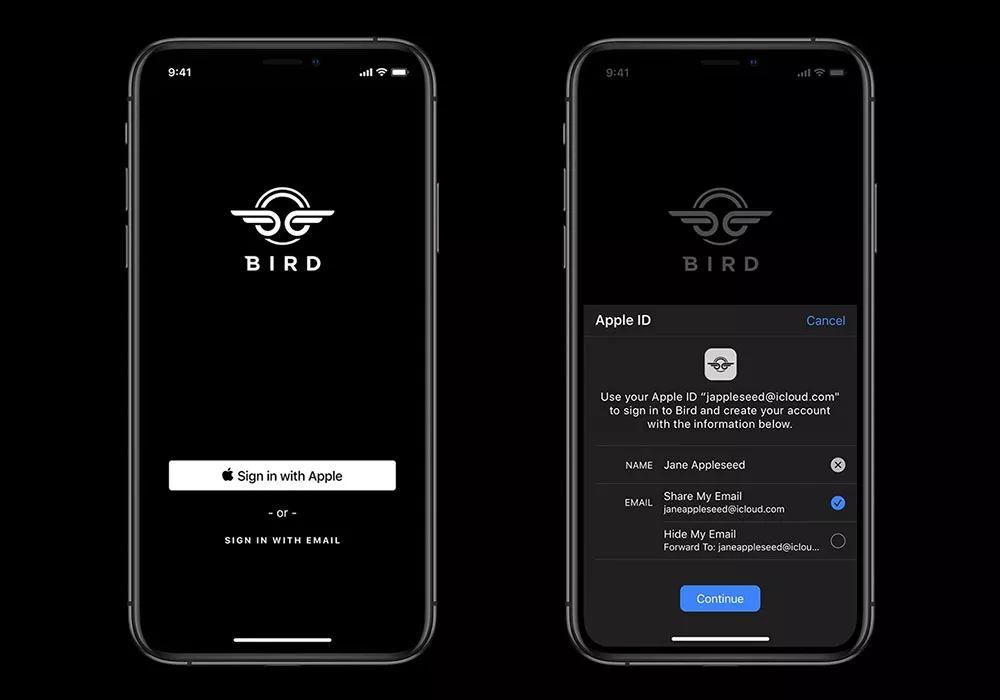 9:41
BIRD
Sign in with Apple
- or -
SIGN IN WITH EMAIL
9:41
BIRD
Apple ID
Cancel
Use your Apple ID “jappleseed@icloud.com"
to sign in to Bird and create your account
with the information below.
NAME Jane Appleseed
EMAIL Share My Email
janeappleseed@icloud.com
Hide My Email
Forward To: janeappleseed@iclou...
Continue